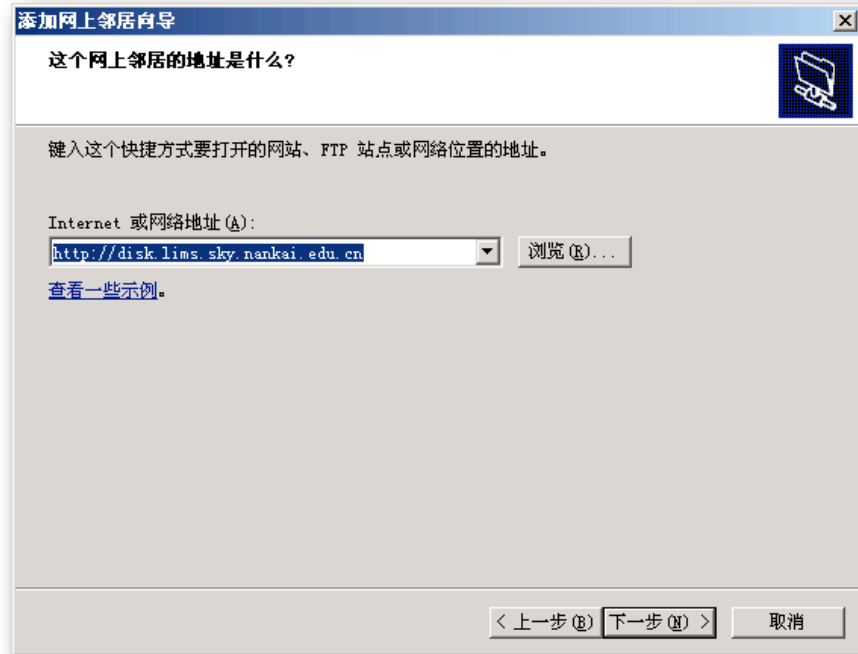 添加网上邻居向导
这个网上邻居的地址是什么?
键入这个快捷方式要打开的网站、FTP 站点或网络位置的地址。
Internet 或网络地址(A):
http://disk.lims.sky.nankai.edu.cn
浏览(R)...
查看一些示例。
< 上一步(B)
下一步(N) >
取消